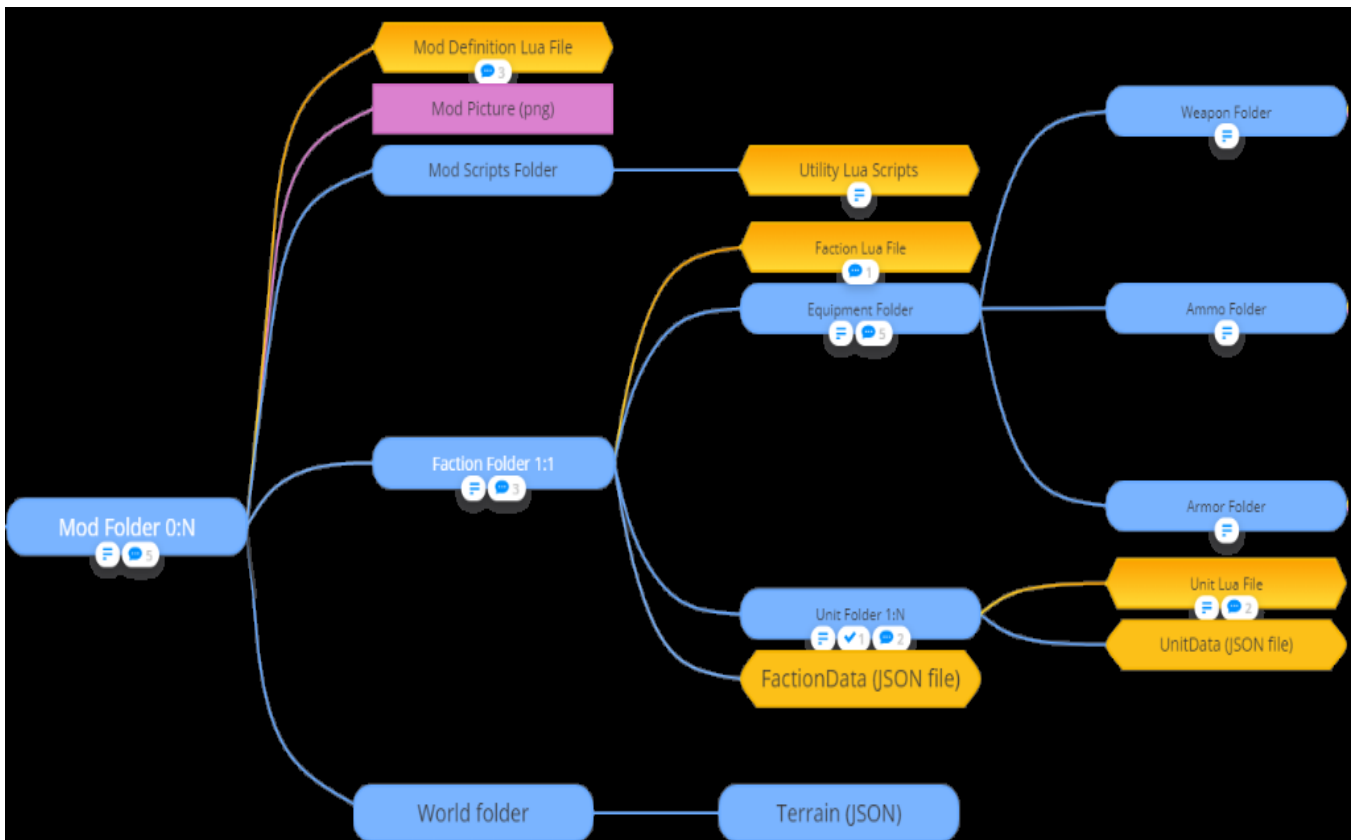 Mod Definition Lua File
3
Mod Picture (png)
Mod Scripts Folder
Utility Lua Scripts
Faction Lua File
1
Equipment Folder
5
Weapon Folder
Ammo Folder
Armor Folder
Faction Folder 1:1
3
Mod Folder 0:N
5
Unit Folder 1:N
1
2
FactionData (JSON file)
Unit Lua File
2
UnitData (JSON file)
World folder
Terrain (JSON)